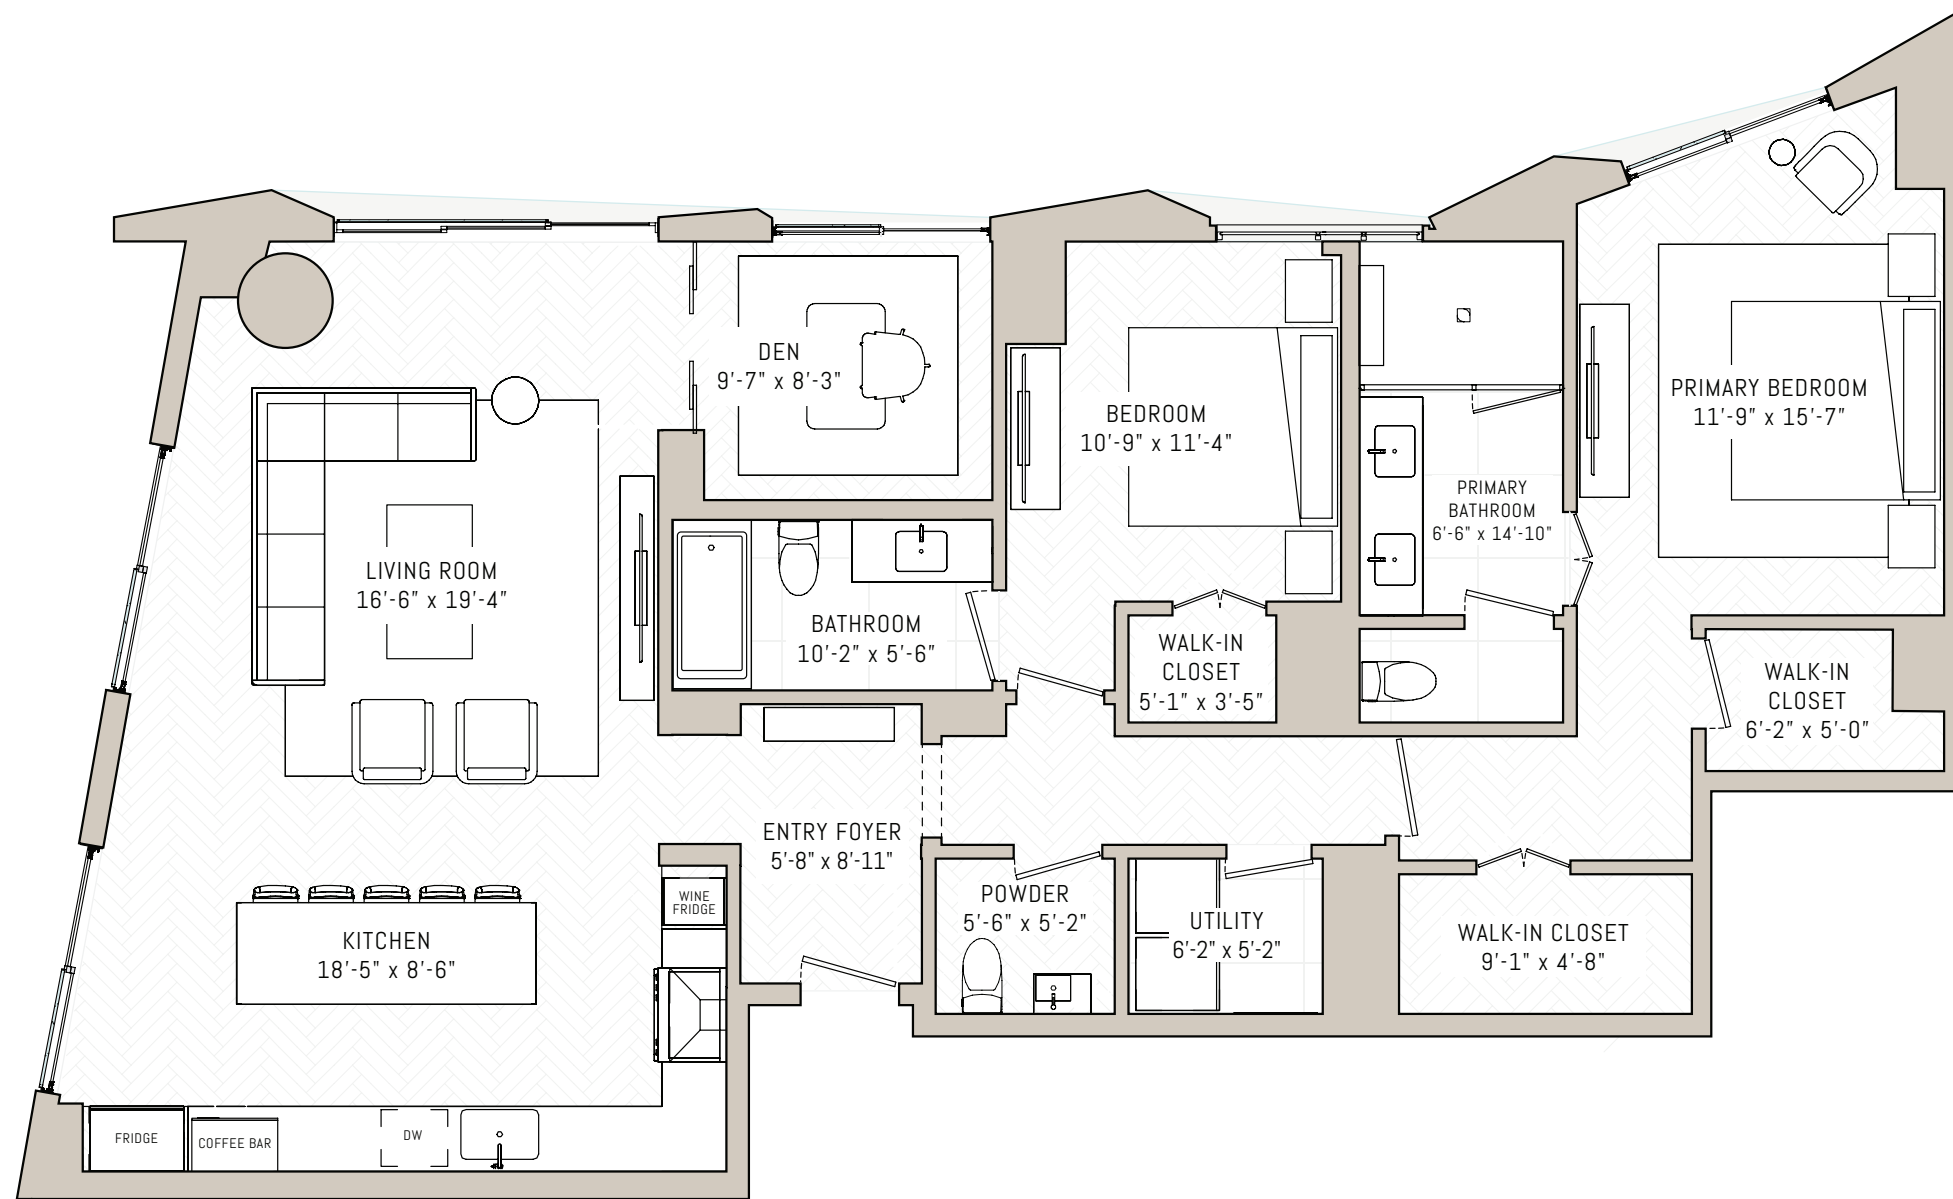 DEN
9'-7" x 8'-3"
BEDROOM
10'-9" x 11'-4"
PRIMARY BEDROOM
11'-9" x 15'-7"
PRIMARY
BATHROOM
6'-6" x 14'-10"
LIVING ROOM
16'-6" x 19'-4"
BATHROOM
10'-2" x 5'-6"
WALK-IN
CLOSET
5'-1" x 3'-5"
WALK-IN
CLOSET
6'-2" x 5'-0"
ENTRY FOYER
5'-8" x 8'-11"
WINE
FRIDGE
POWDER
5'-6" x 5'-2"
UTILITY
6'-2" x 5'-2"
WALK-IN CLOSET
9'-1" x 4'-8"
KITCHEN
18'-5" x 8'-6"
FRIDGE
COFFEE BAR
DW